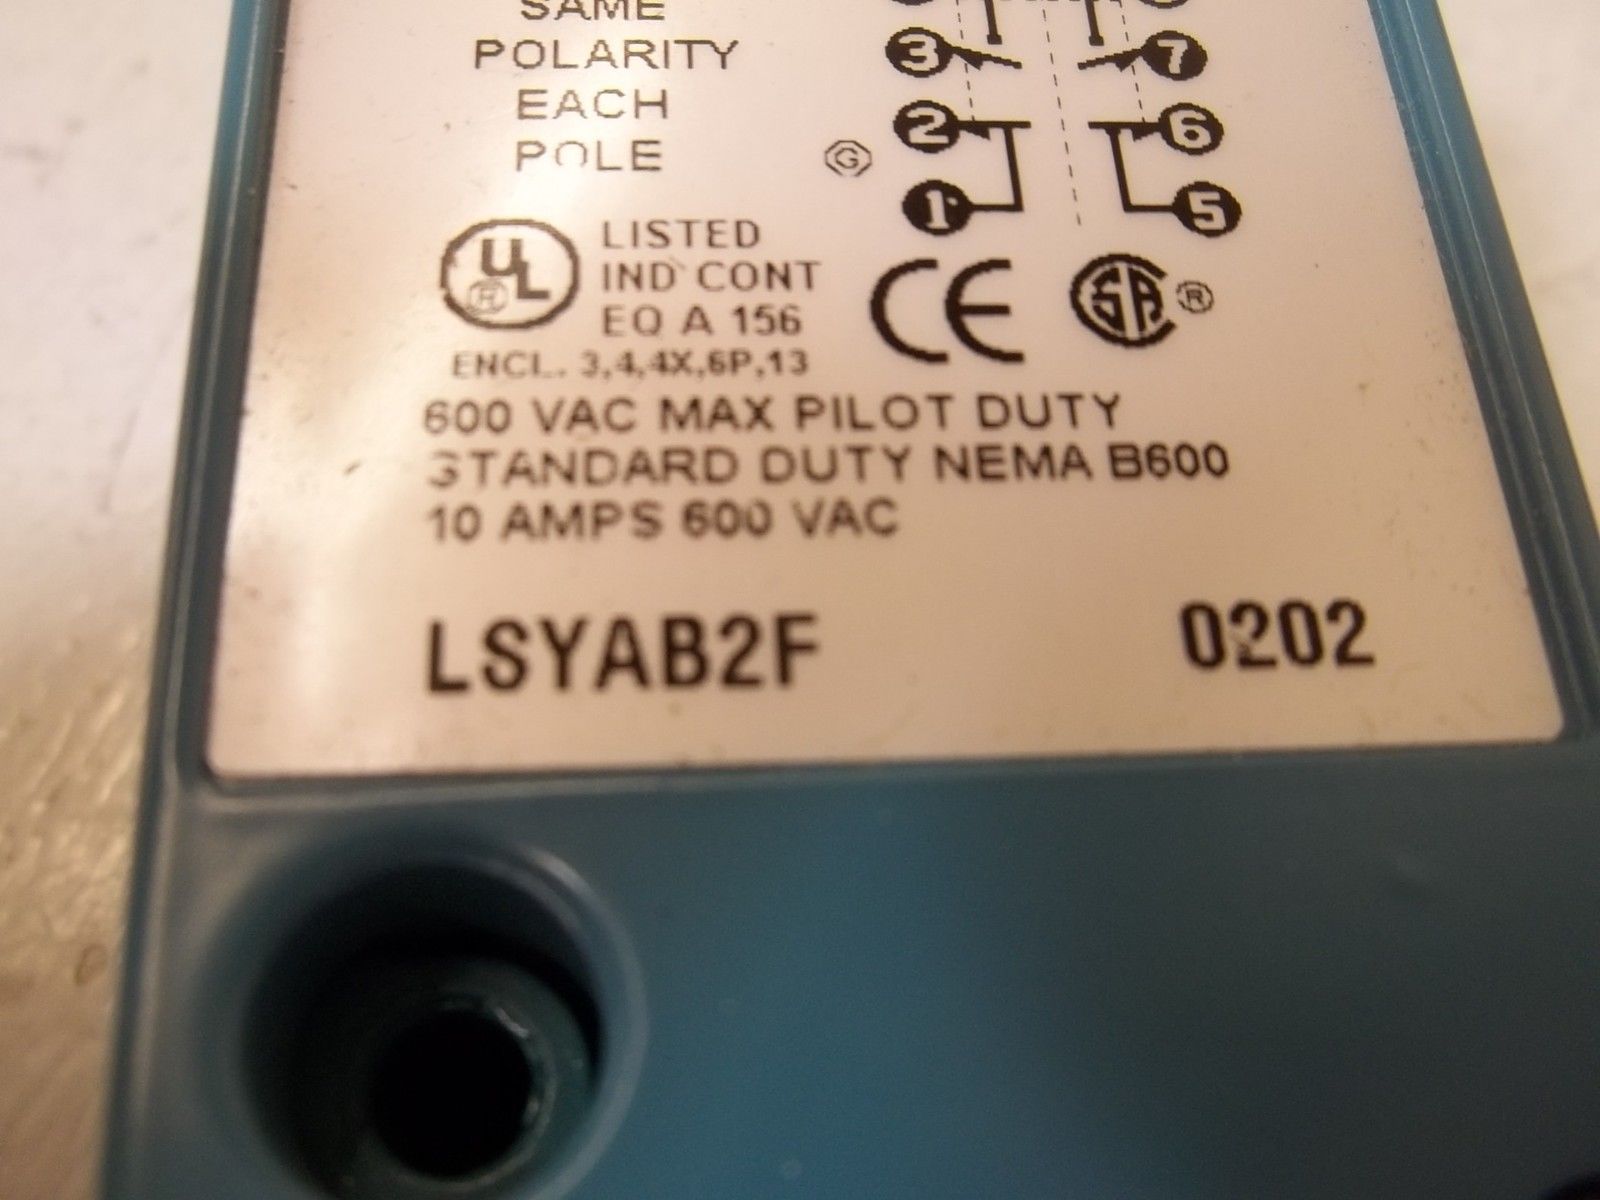 SAME
POLARITY
EACH
POLE
3 7
2 6
G
1 5
UL R LISTED
IND CONT
EQ A 156
CE SA R
ENCL. 3,4,4X,6P,13
600 VAC MAX PILOT DUTY
STANDARD DUTY NEMA B600
10 AMPS 600 VAC
LSYAB2F 0202